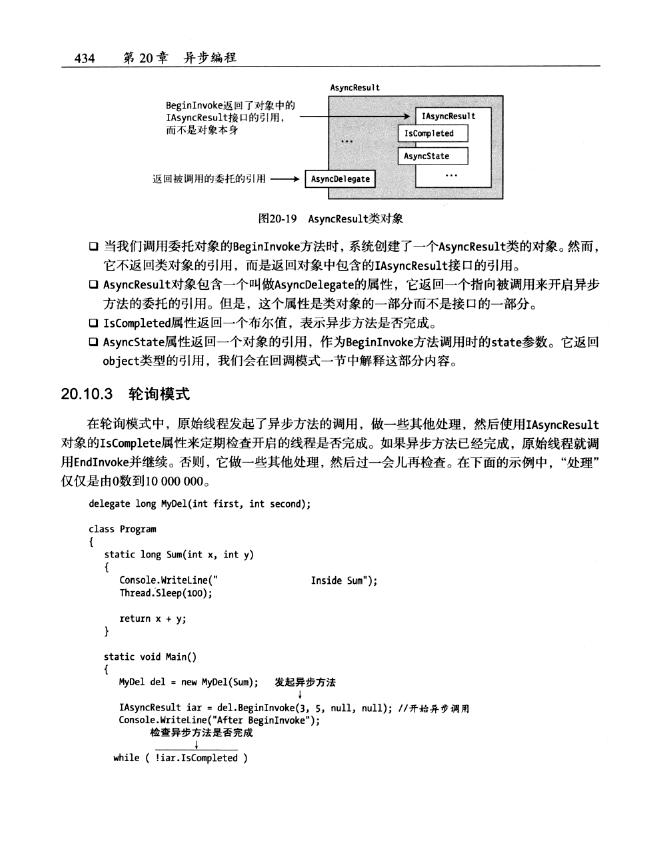 434 第 20 章 异步编程
AsyncResult
BeginInvoke返回了对象中的
IAsyncResult接口的引用，
而不是对象本身
IAsyncResult
IsCompleted
AsyncState
...
...
返回被调用的委托的引用
AsyncDelegate
图20-19 AsyncResult类对象
❑ 当我们调用委托对象的BeginInvoke方法时，系统创建了一个AsyncResult类的对象。然而，
它不返回类对象的引用，而是返回对象中包含的IAsyncResult接口的引用。
❑ AsyncResult对象包含一个叫做AsyncDelegate的属性，它返回一个指向被调用来开启异步
方法的委托的引用。但是，这个属性是类对象的一部分而不是接口的一部分。
❑ IsCompleted属性返回一个布尔值，表示异步方法是否完成。
❑ AsyncState属性返回一个对象的引用，作为BeginInvoke方法调用时的state参数。它返回
object类型的引用，我们会在回调模式一节中解释这部分内容。
20.10.3 轮询模式
在轮询模式中，原始线程发起了异步方法的调用，做一些其他处理，然后使用IAsyncResult
对象的IsComplete属性来定期检查开启的线程是否完成。如果异步方法已经完成，原始线程就调
用EndInvoke并继续。否则，它做一些其他处理，然后过一会儿再检查。在下面的示例中，“处理”
仅仅是由0数到10 000 000。
delegate long MyDel(int first, int second);
class Program
{
static long Sum(int x, int y)
{
Console.WriteLine(" Inside Sum");
Thread.Sleep(100);
return x + y;
}
static void Main()
{
MyDel del = new MyDel(Sum); 发起异步方法
↓
IAsyncResult iar = del.BeginInvoke(3, 5, null, null); //开始异步调用
Console.WriteLine("After BeginInvoke");
检查异步方法是否完成
↓
while ( !iar.IsCompleted )